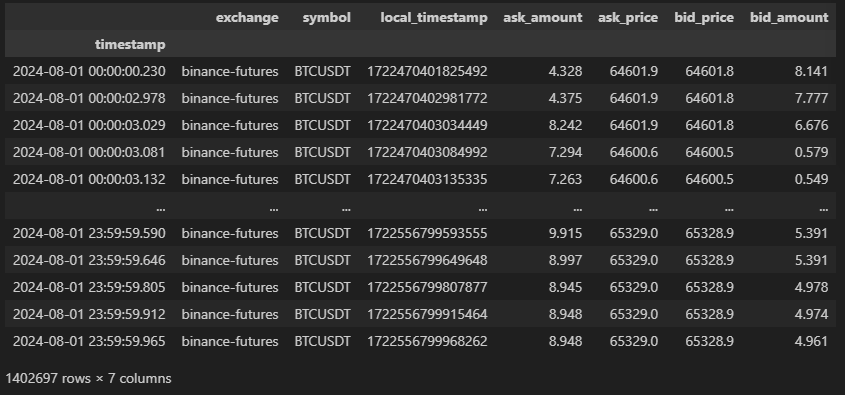 exchange symbol local_timestamp ask_amount ask_price bid_price bid_amount
timestamp
2024-08-01 00:00:00.230 binance-futures BTCUSDT 1722470401825492 4.328 64601.9 64601.8 8.141
2024-08-01 00:00:02.978 binance-futures BTCUSDT 1722470402981772 4.375 64601.9 64601.8 7.777
2024-08-01 00:00:03.029 binance-futures BTCUSDT 1722470403034449 8.242 64601.9 64601.8 6.676
2024-08-01 00:00:03.081 binance-futures BTCUSDT 1722470403084992 7.294 64600.6 64600.5 0.579
2024-08-01 00:00:03.132 binance-futures BTCUSDT 1722470403135335 7.263 64600.6 64600.5 0.549
... ... ... ... ... ... ... ...
2024-08-01 23:59:59.590 binance-futures BTCUSDT 1722556799593555 9.915 65329.0 65328.9 5.391
2024-08-01 23:59:59.646 binance-futures BTCUSDT 1722556799649648 8.997 65329.0 65328.9 5.391
2024-08-01 23:59:59.805 binance-futures BTCUSDT 1722556799807877 8.945 65329.0 65328.9 4.978
2024-08-01 23:59:59.912 binance-futures BTCUSDT 1722556799915464 8.948 65329.0 65328.9 4.974
2024-08-01 23:59:59.965 binance-futures BTCUSDT 1722556799968262 8.948 65329.0 65328.9 4.961
1402697 rows × 7 columns